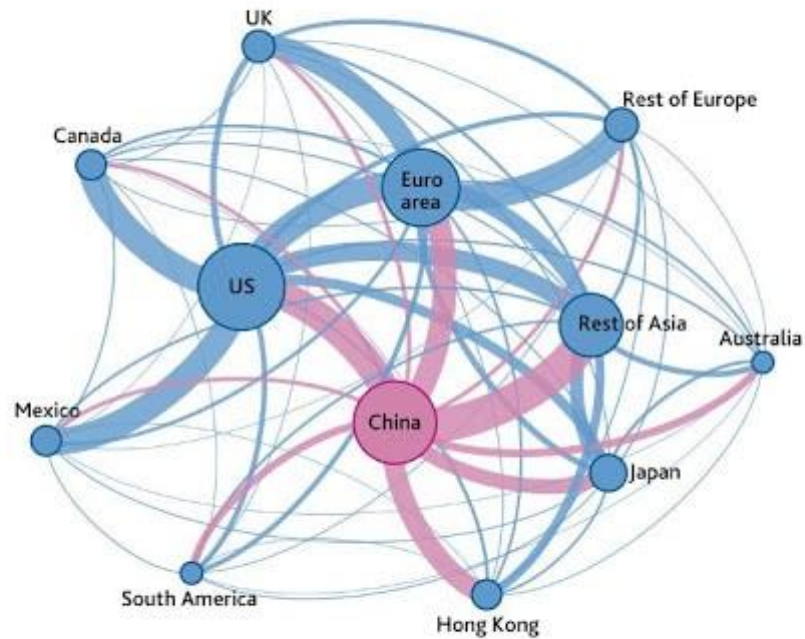 UK
Rest of Europe
Canada
Euro
area
US
Rest of Asia
Australia
Mexico
China
Japan
South America
Hong Kong